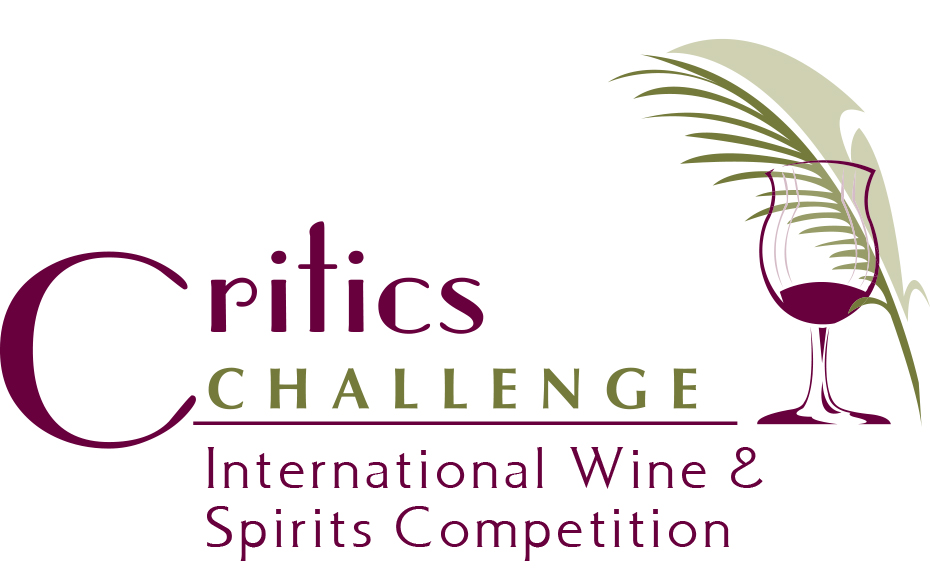 Critics
CHALLENGE
International Wine &
Spirits Competition